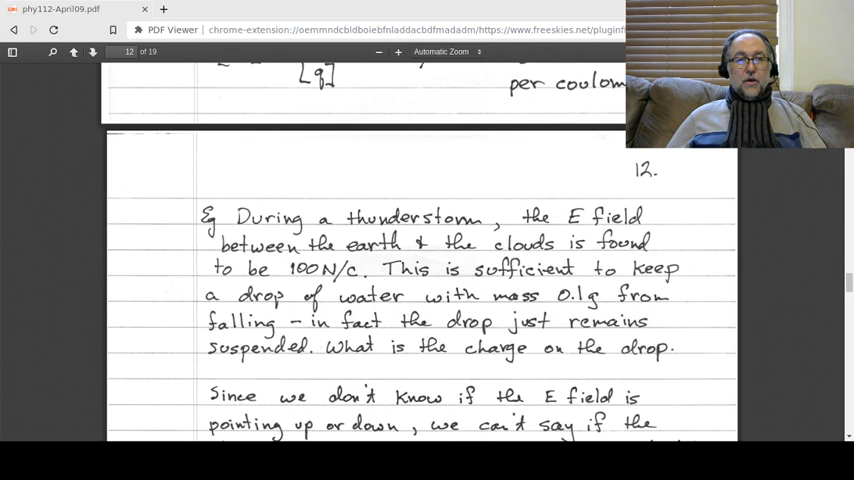 phy112-April09.pdf
PDF Viewer
chrome-extension://oemmndcbldboiebfnladdacbdfmadadm/https://www.freeskies.net/pluginfi
12 of 19
Automatic Zoom
[q]
per coulom
12.
Eg During a thunderstorm, the E field
between the earth & the clouds is found
to be 100N/C. This is sufficient to keep
a drop of water with mass 0.1g from
falling - in fact the drop just remains
suspended. What is the charge on the drop.
Since we don't know if the E field is
pointing up or down, we can't say if the